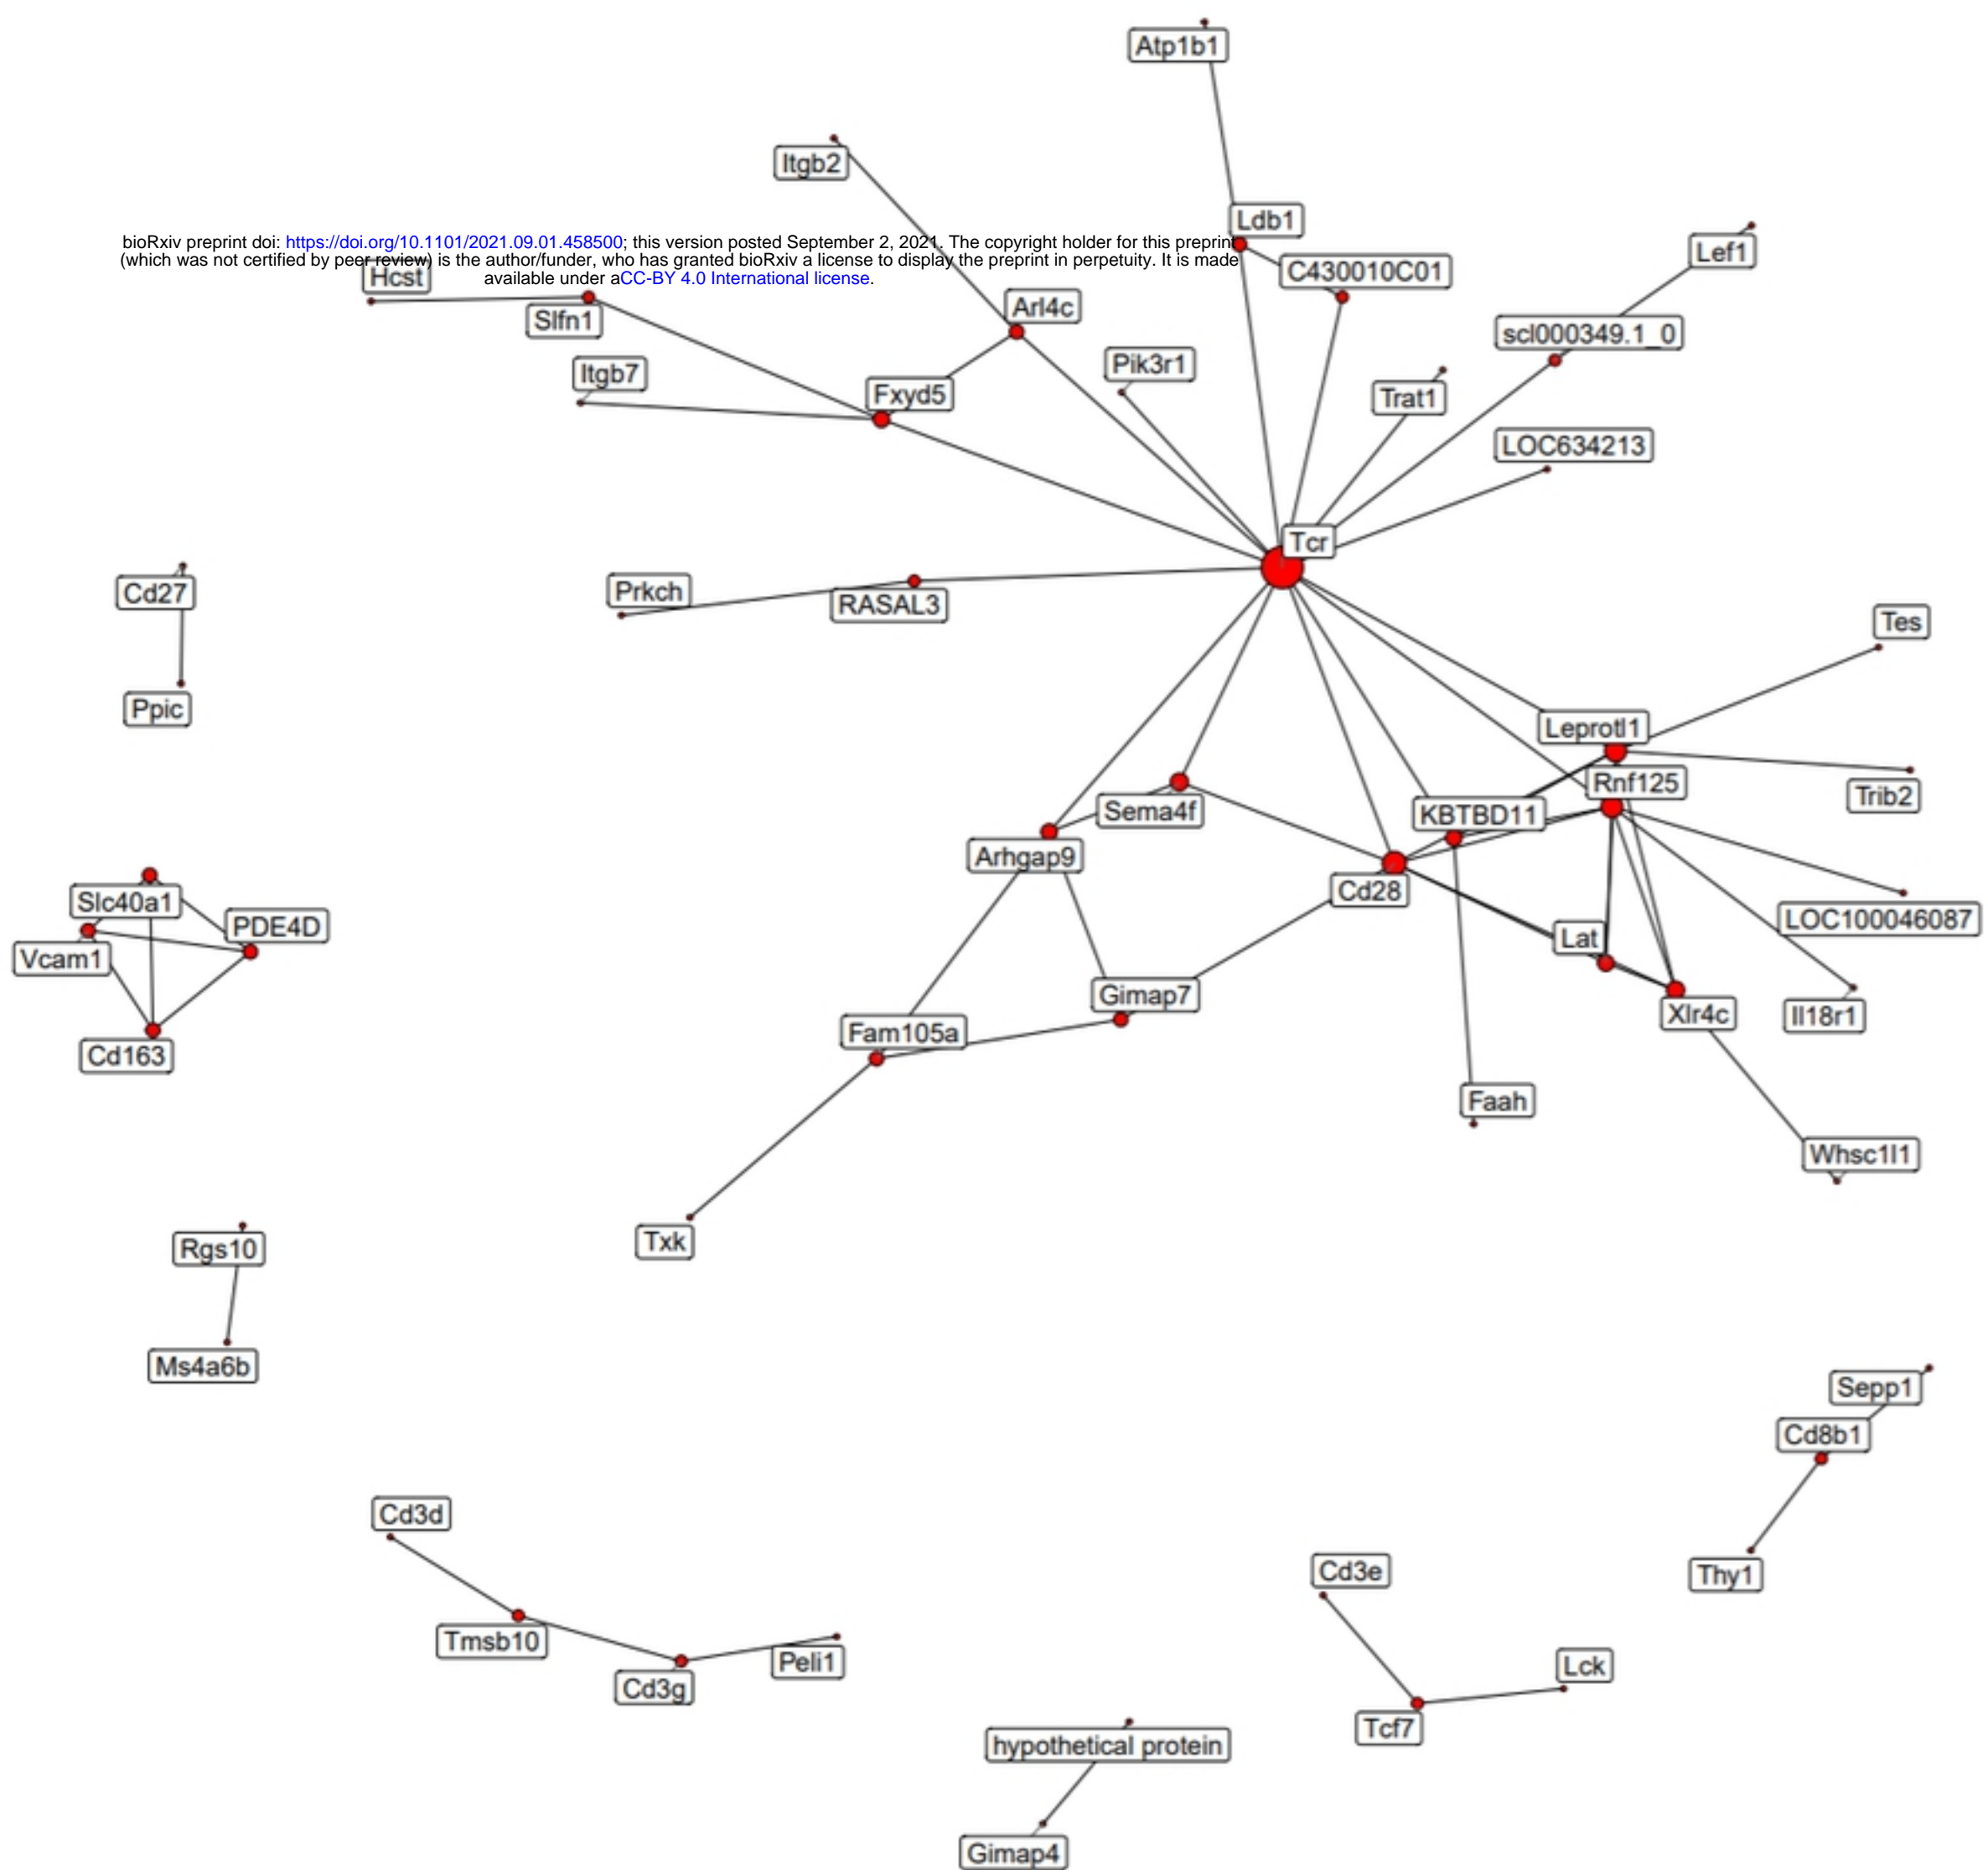 Atp1b1
Itgb2
Ldb1
bioRxiv preprint doi: https://doi.org/10.1101/2021.09.01.458500; this version posted September 2, 2021. The copyright holder for this preprint
(which was not certified by peer review) is the author/funder, who has granted bioRxiv a license to display the preprint in perpetuity. It is made
available under aCC-BY 4.0 International license.
Lef1
C430010C01
Hcst
Arl4c
Slfn1
scl000349.1_0
Pik3r1
Itgb7
Fxyd5
Trat1
LOC634213
Tcr
Cd27
Prkch
RASAL3
Tes
Ppic
Leprotl1
Rnf125
Trib2
Sema4f
KBTBD11
Arhgap9
Cd28
Slc40a1
PDE4D
LOC100046087
Lat
Vcam1
Gimap7
Xlr4c
Il18r1
Fam105a
Cd163
Faah
Whsc1l1
Txk
Rgs10
Ms4a6b
Sepp1
Cd8b1
Cd3d
Cd3e
Thy1
Tmsb10
Peli1
Lck
Cd3g
Tcf7
hypothetical protein
Gimap4